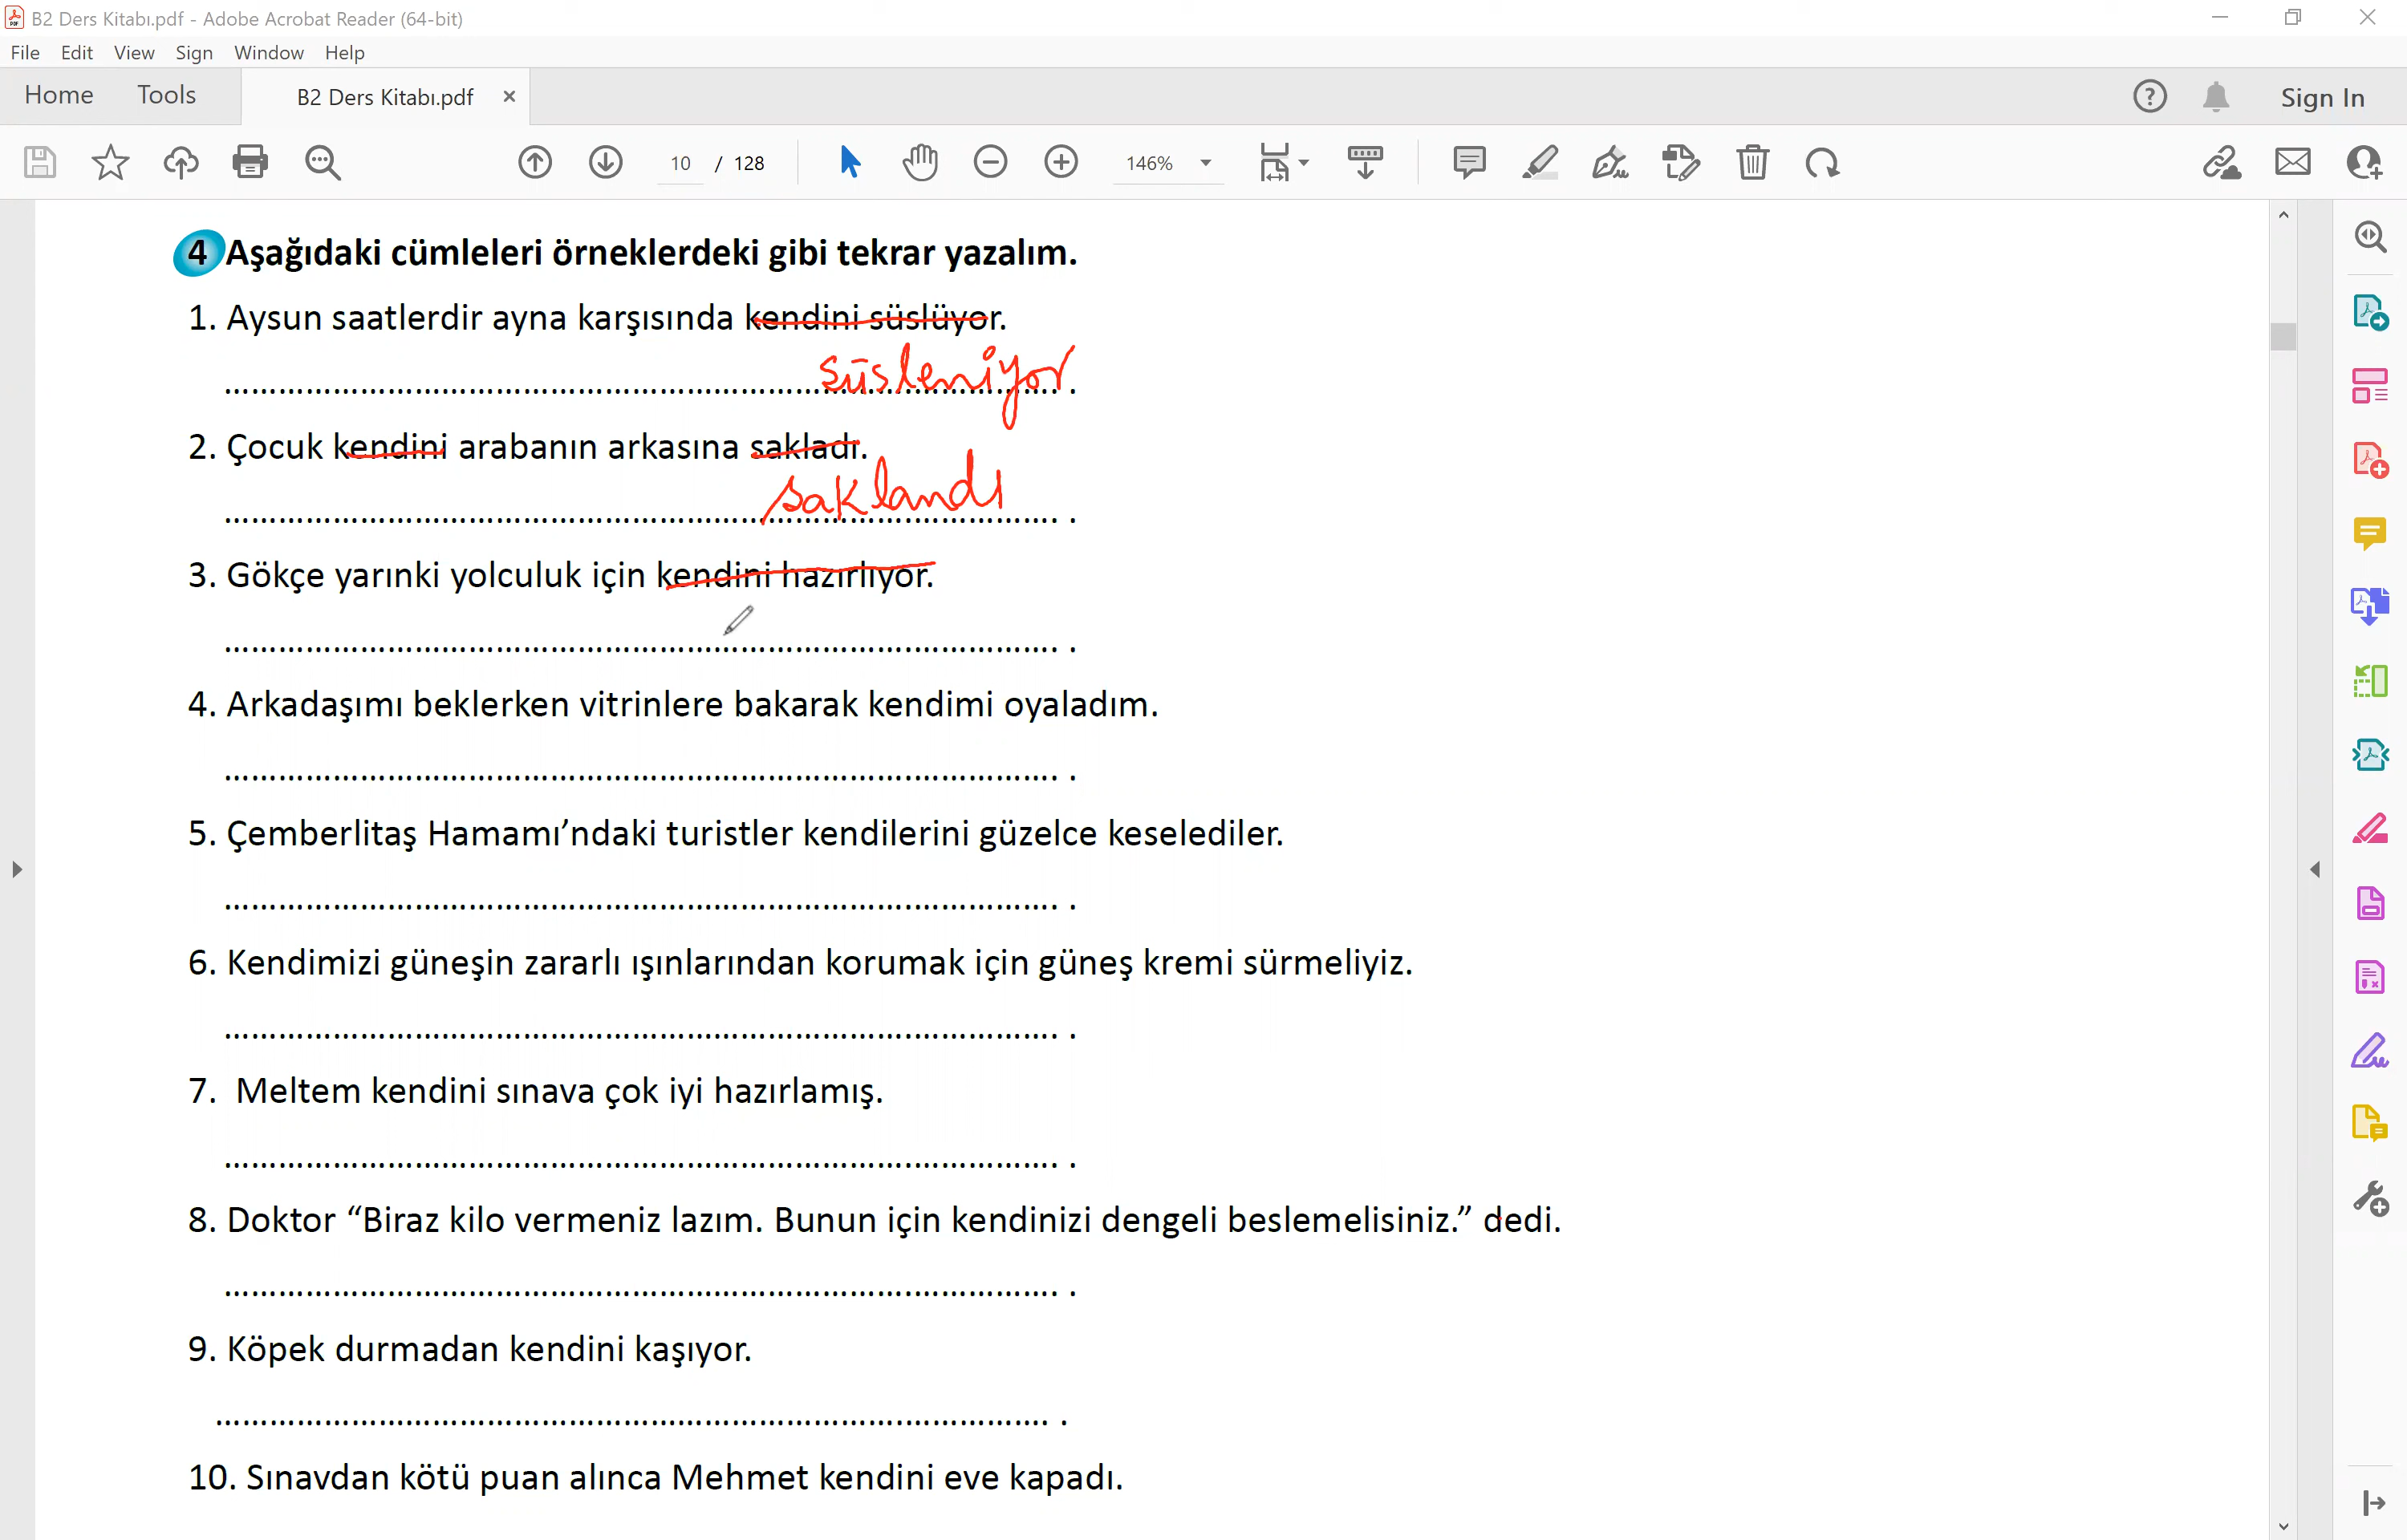 B2 Ders Kitabı.pdf - Adobe Acrobat Reader (64-bit)
File Edit View Sign Window Help
Home Tools B2 Ders Kitabı.pdf × Sign In
10 / 128 146%
4 Aşağıdaki cümleleri örneklerdeki gibi tekrar yazalım.
1. Aysun saatlerdir ayna karşısında kendini süslüyor.
süsleniyor
2. Çocuk kendini arabanın arkasına sakladı.
saklandı
3. Gökçe yarınki yolculuk için kendini hazırlıyor.
4. Arkadaşımı beklerken vitrinlere bakarak kendimi oyaladım.
5. Çemberlitaş Hamamı’ndaki turistler kendilerini güzelce keselediler.
6. Kendimizi güneşin zararlı ışınlarından korumak için güneş kremi sürmeliyiz.
7. Meltem kendini sınava çok iyi hazırlamış.
8. Doktor “Biraz kilo vermeniz lazım. Bunun için kendinizi dengeli beslemelisiniz.” dedi.
9. Köpek durmadan kendini kaşıyor.
10. Sınavdan kötü puan alınca Mehmet kendini eve kapadı.